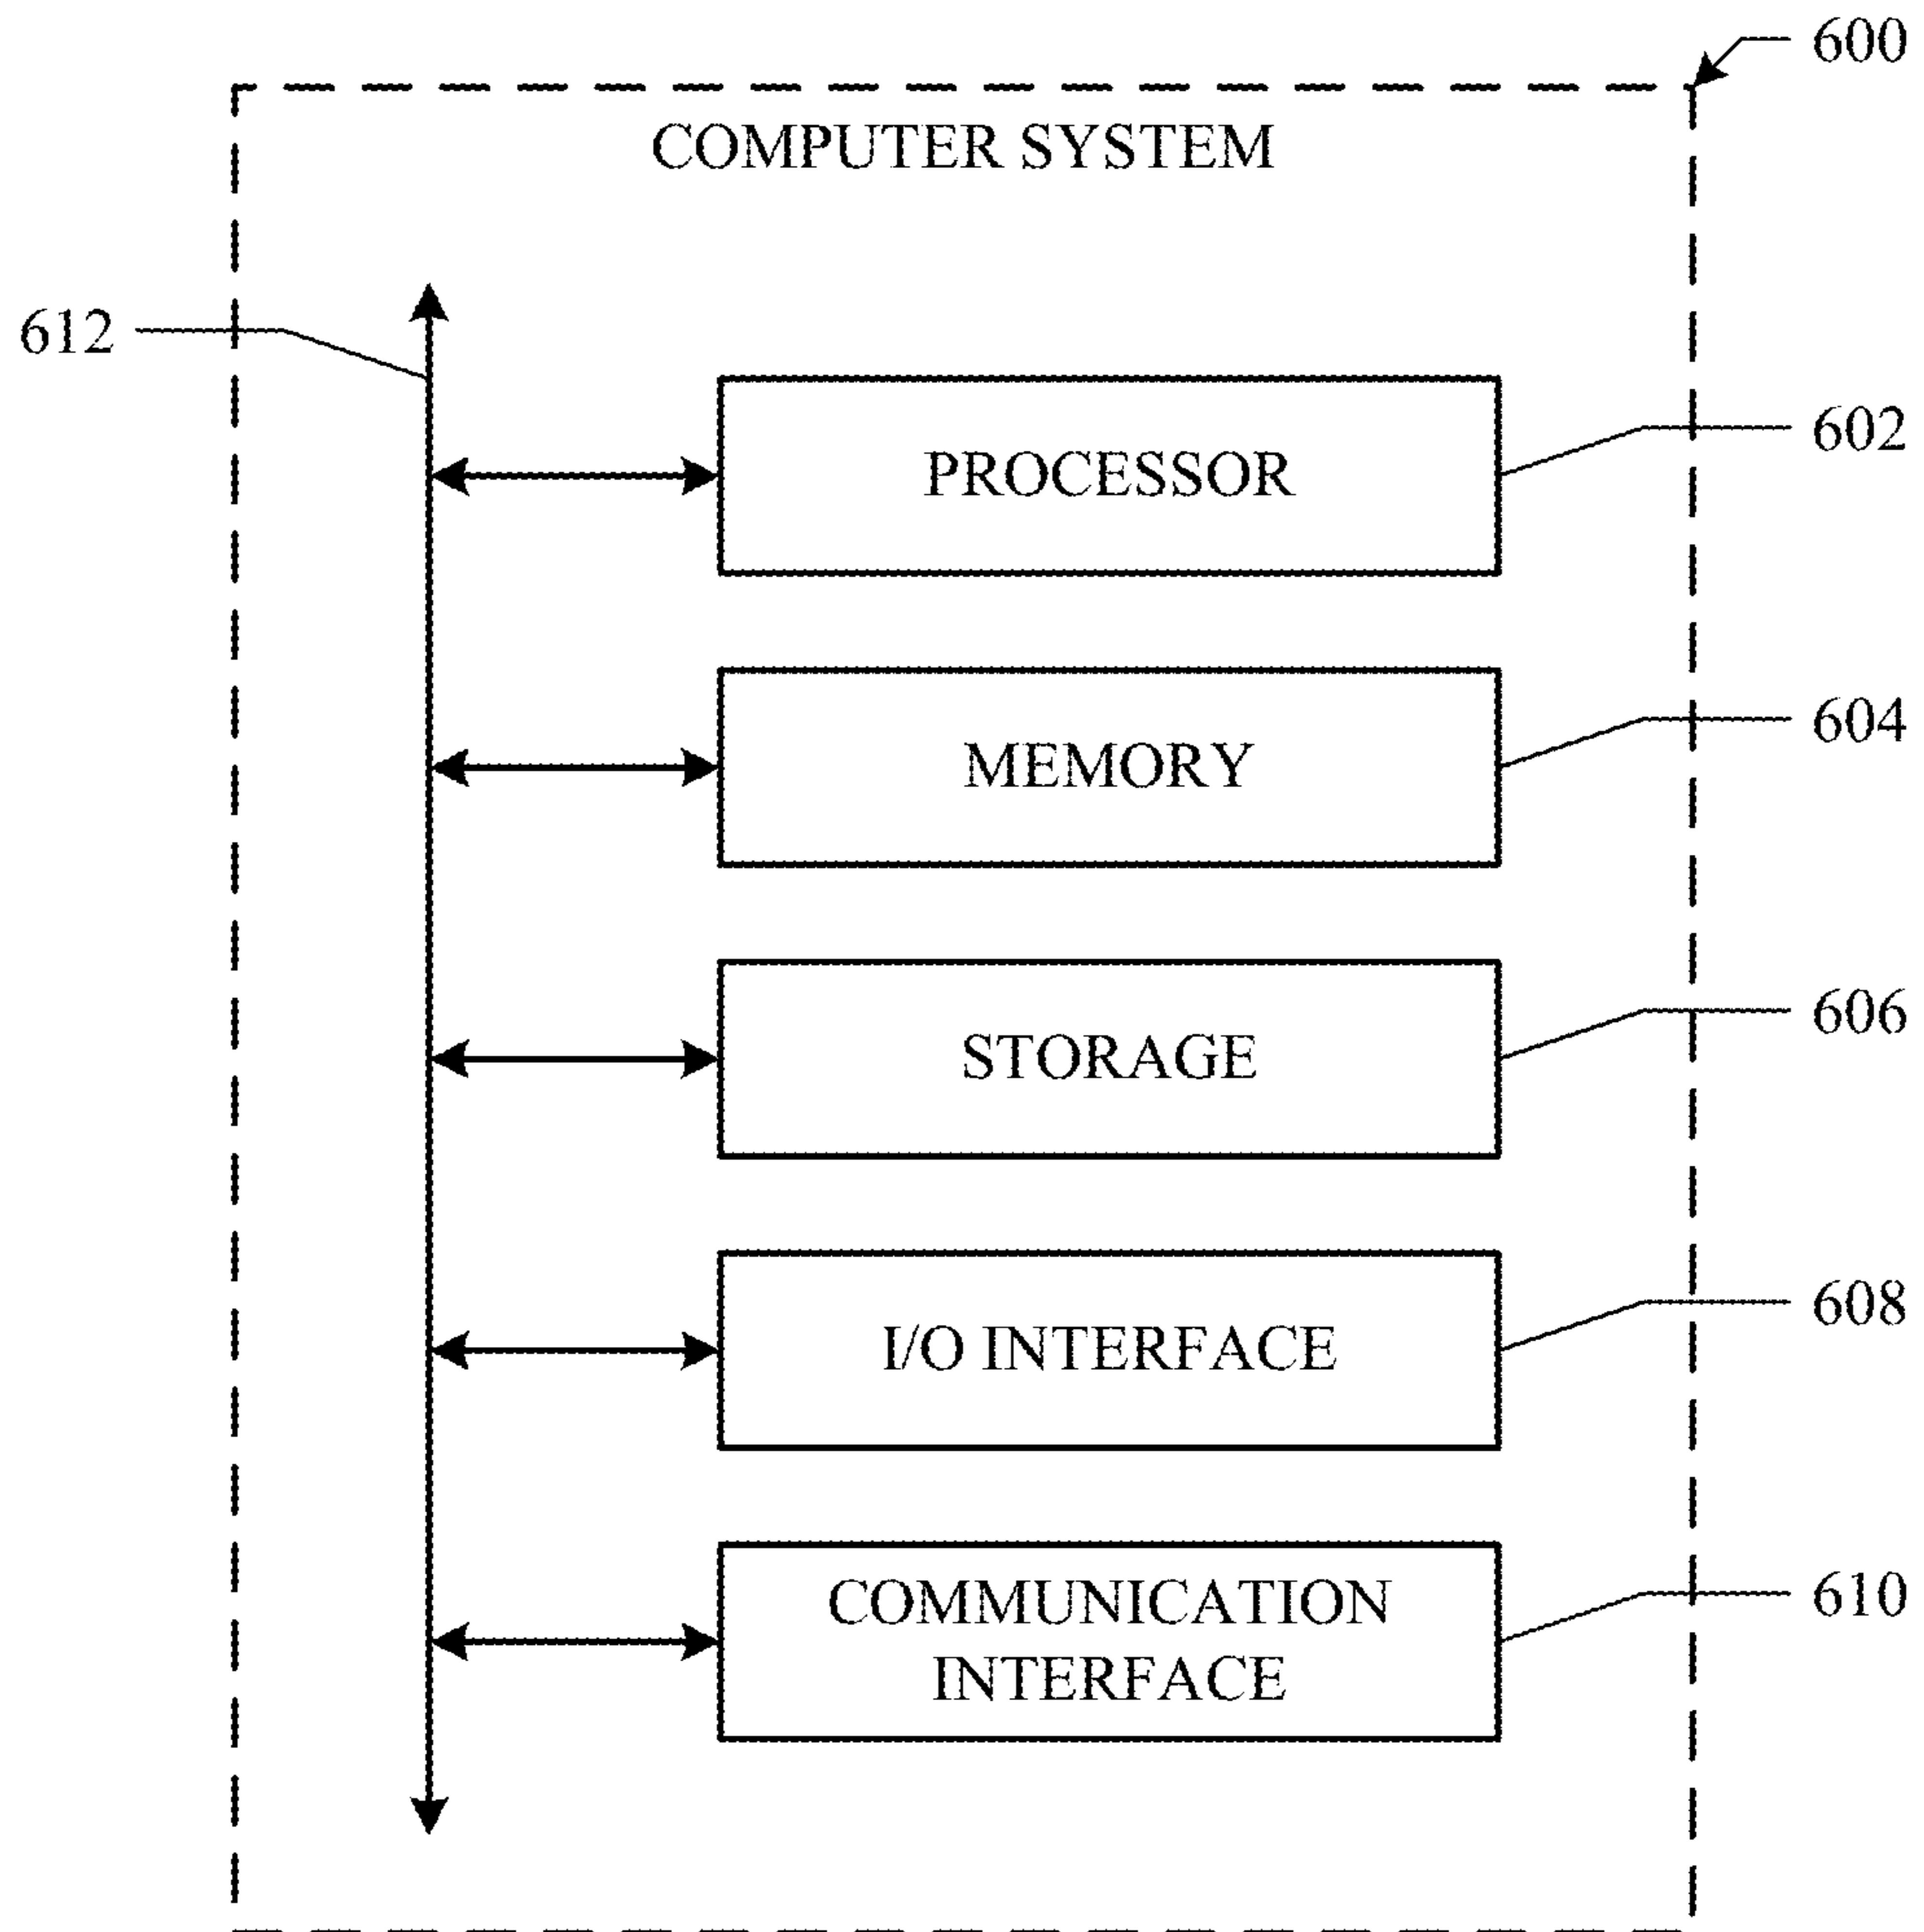 600
COMPUTER SYSTEM
612
602
PROCESSOR
604
MEMORY
606
STORAGE
608
I/O INTERFACE
610
COMMUNICATION
INTERFACE